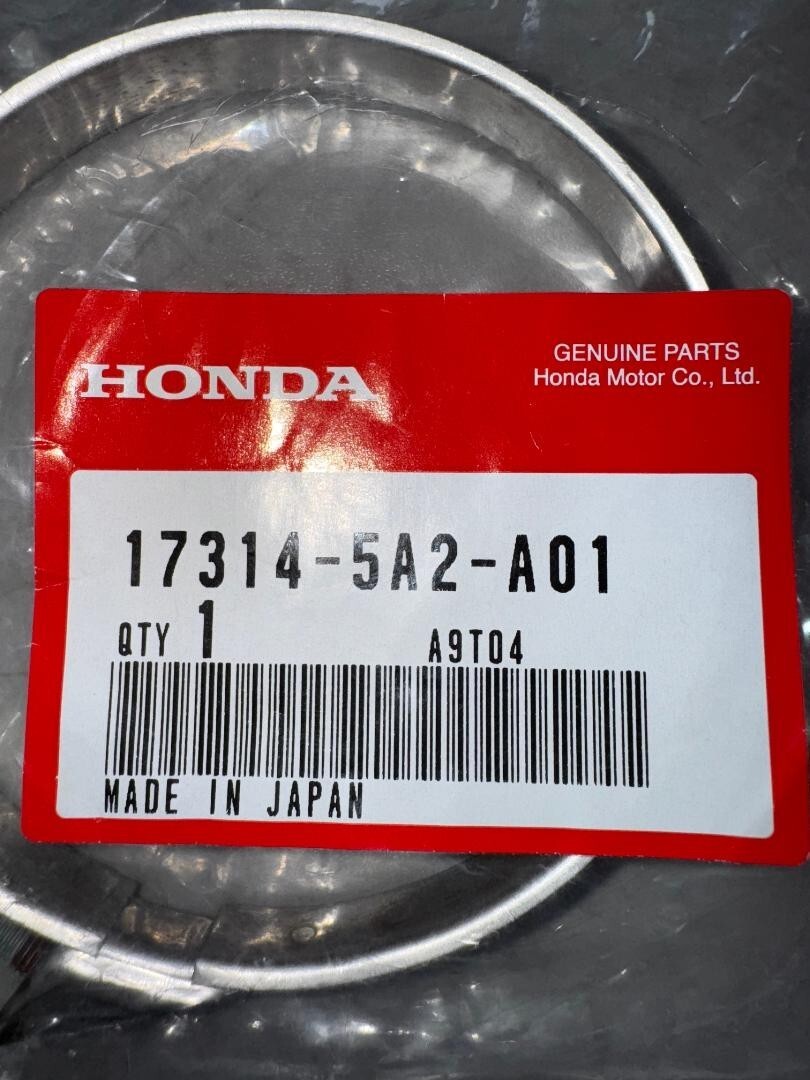 HONDA
GENUINE PARTS
Honda Motor Co., Ltd.
17314-5A2-A01
QTY 1 A9T04
MADE IN JAPAN